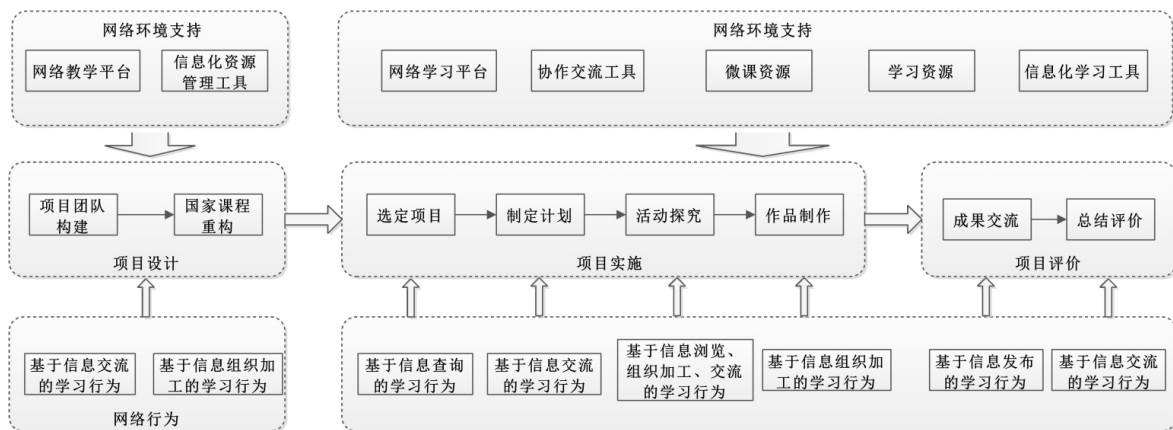 网络环境支持
网络教学平台
信息化资源
管理工具
网络环境支持
网络学习平台
协作交流工具
微课资源
学习资源
信息化学习工具
项目团队
构建
国家课程
重构
项目设计
选定项目
制定计划
活动探究
作品制作
项目实施
成果交流
总结评价
项目评价
基于信息交流
的学习行为
基于信息组织加
工的学习行为
网络行为
基于信息查询
的学习行为
基于信息交流
的学习行为
基于信息浏览、
组织加工、交流
的学习行为
基于信息组织加
工的学习行为
基于信息发布
的学习行为
基于信息交流
的学习行为